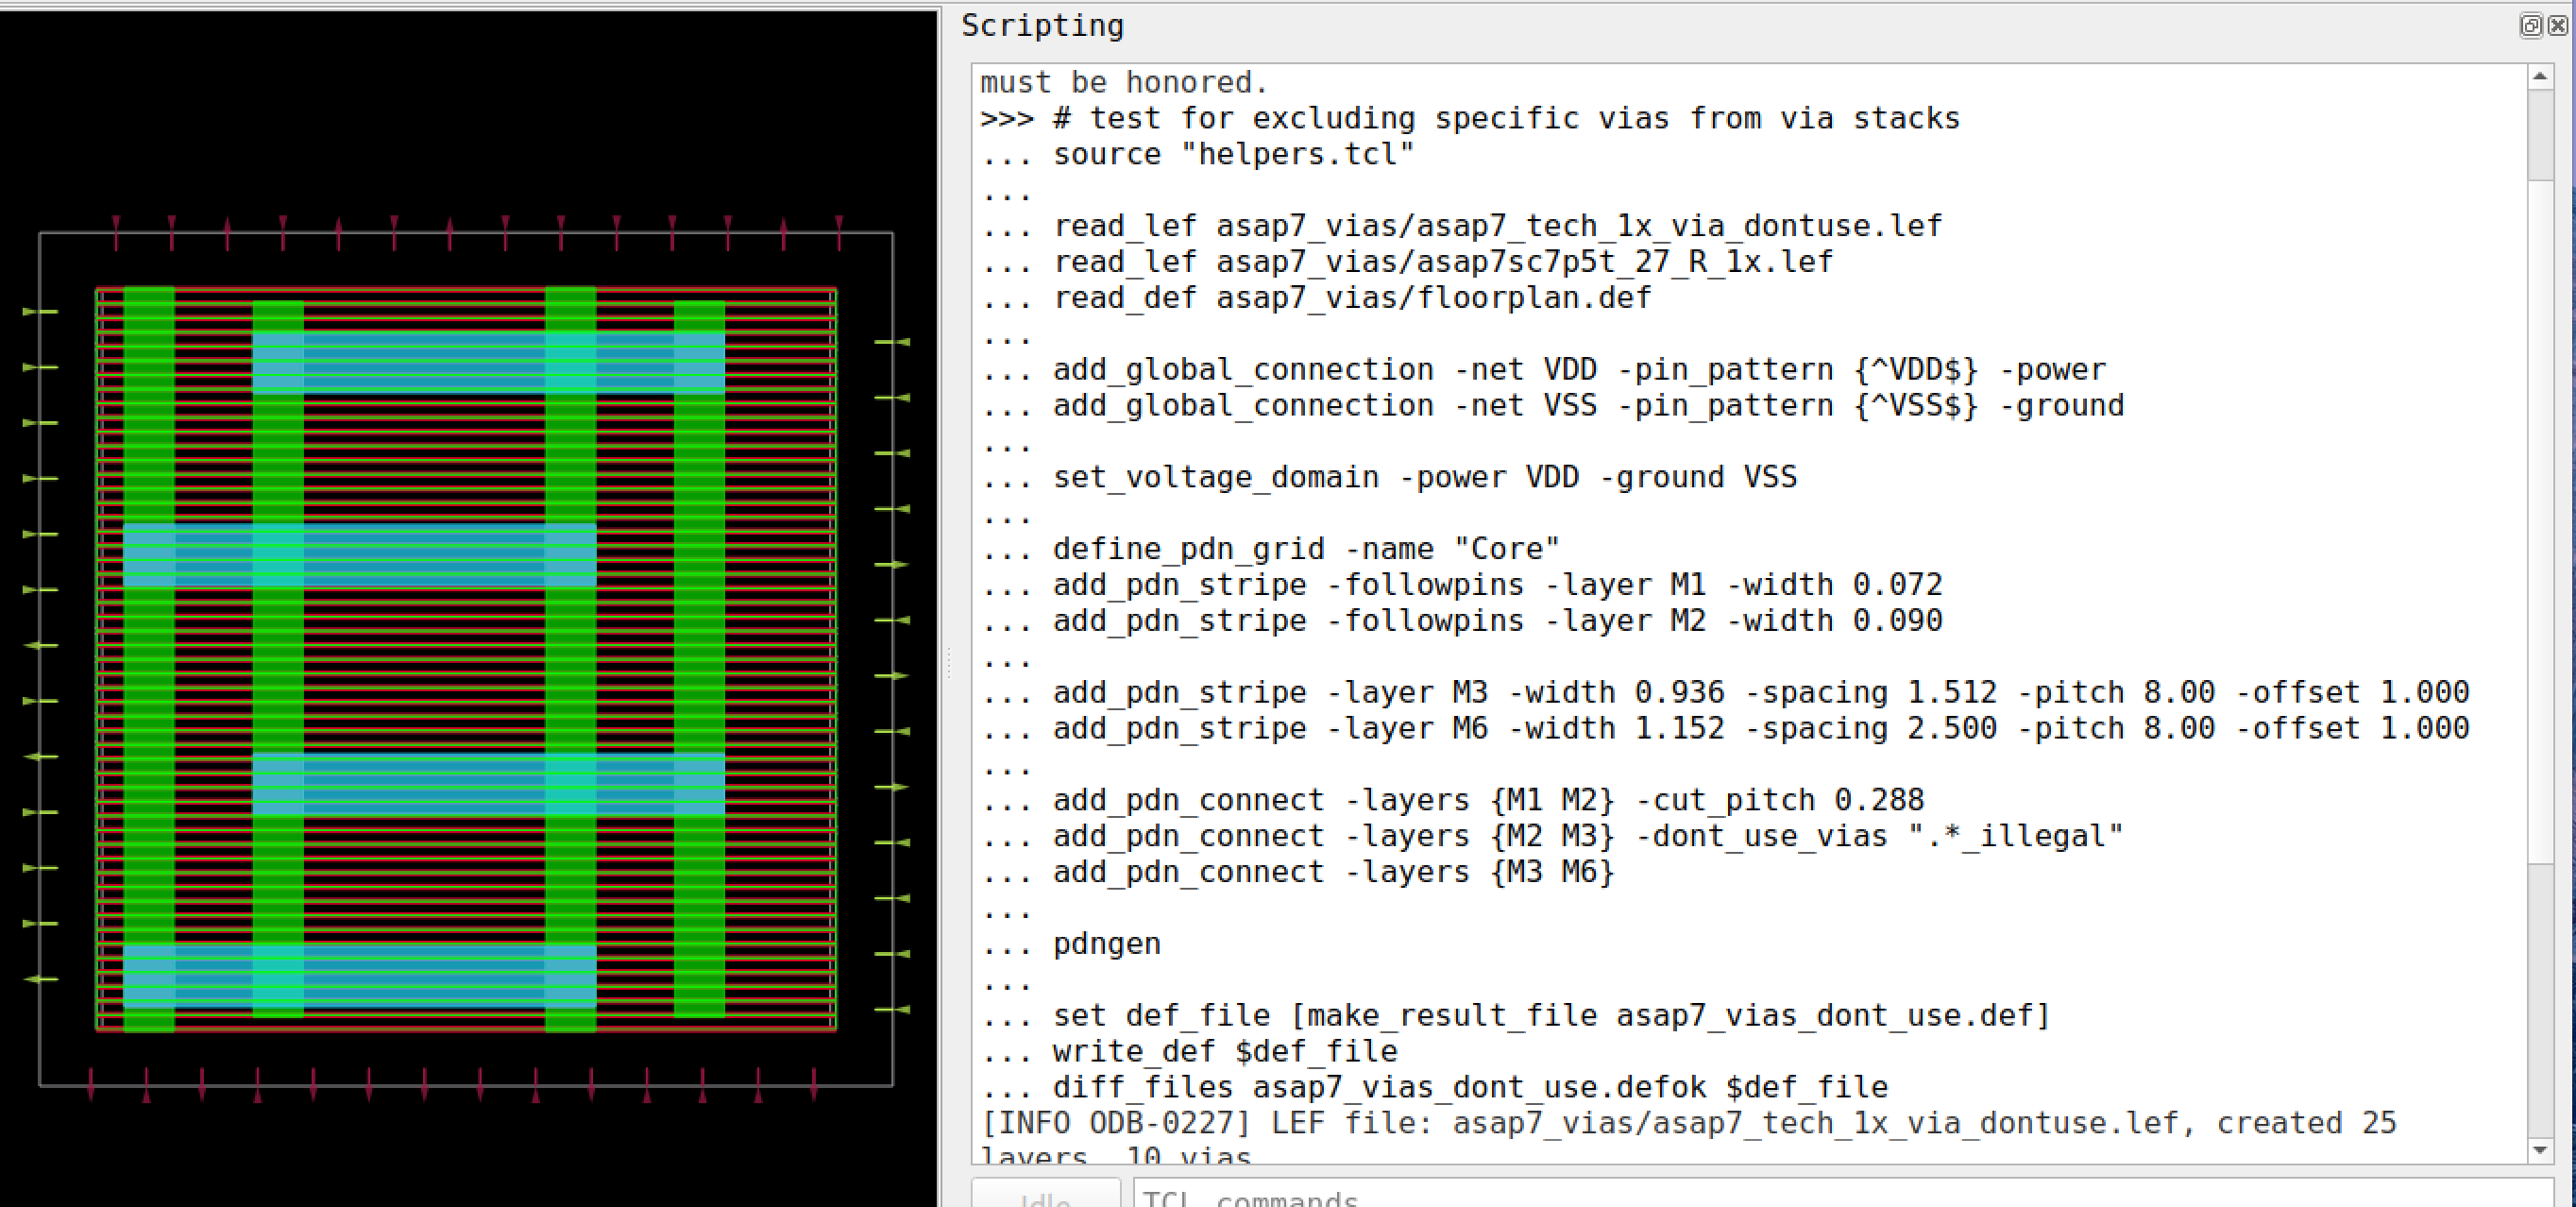 Scripting
must be honored.
>>> # test for excluding specific vias from via stacks
... source "helpers.tcl"
...
... read_lef asap7_vias/asap7_tech_1x_via_dontuse.lef
... read_lef asap7_vias/asap7sc7p5t_27_R_1x.lef
... read_def asap7_vias/floorplan.def
...
... add_global_connection -net VDD -pin_pattern {^VDD$} -power
... add_global_connection -net VSS -pin_pattern {^VSS$} -ground
...
... set_voltage_domain -power VDD -ground VSS
...
... define_pdn_grid -name "Core"
... add_pdn_stripe -followpins -layer M1 -width 0.072
... add_pdn_stripe -followpins -layer M2 -width 0.090
...
... add_pdn_stripe -layer M3 -width 0.936 -spacing 1.512 -pitch 8.00 -offset 1.000
... add_pdn_stripe -layer M6 -width 1.152 -spacing 2.500 -pitch 8.00 -offset 1.000
...
... add_pdn_connect -layers {M1 M2} -cut_pitch 0.288
... add_pdn_connect -layers {M2 M3} -dont_use_vias ".*_illegal"
... add_pdn_connect -layers {M3 M6}
...
... pdngen
...
... set def_file [make_result_file asap7_vias_dont_use.def]
... write_def $def_file
... diff_files asap7_vias_dont_use.defok $def_file
[INFO ODB-0227] LEF file: asap7_vias/asap7_tech_1x_via_dontuse.lef, created 25
layers, 10 vias
Idle
TCL commands